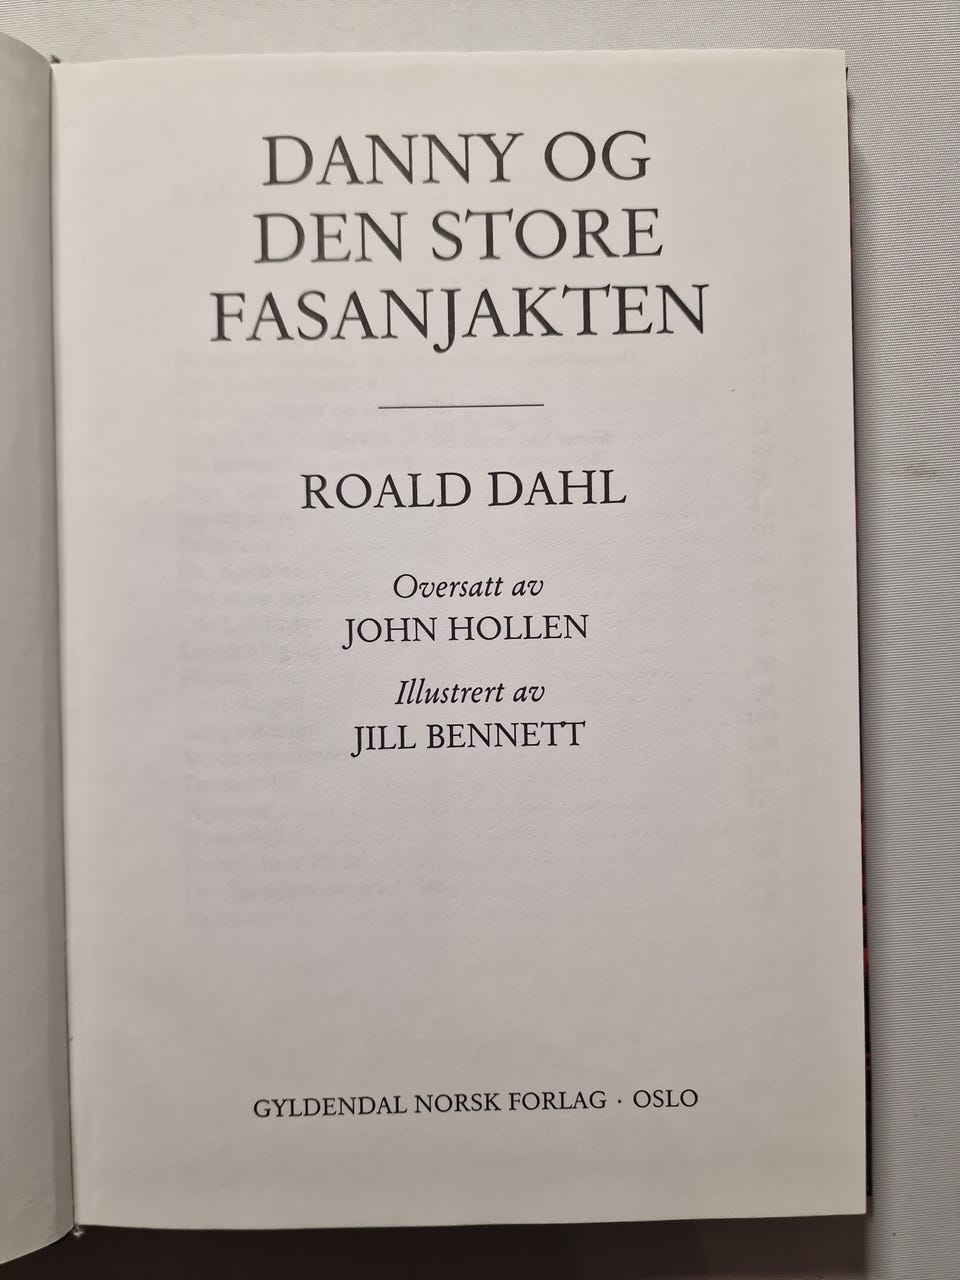 DANNY OG
DEN STORE
FASANJAKTEN
ROALD DAHL
Oversatt av
JOHN HOLLEN
Illustrert av
JILL BENNETT
GYLDENDAL NORSK FORLAG · OSLO